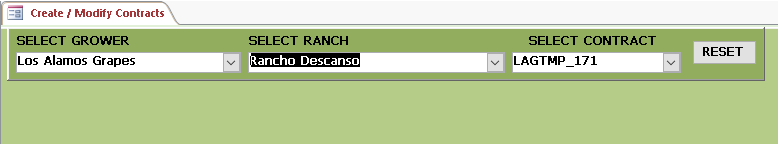 Create / Modify Contracts
SELECT GROWER SELECT RANCH SELECT CONTRACT
Los Alamos Grapes Rancho Descanso LAGTMP_171 RESET